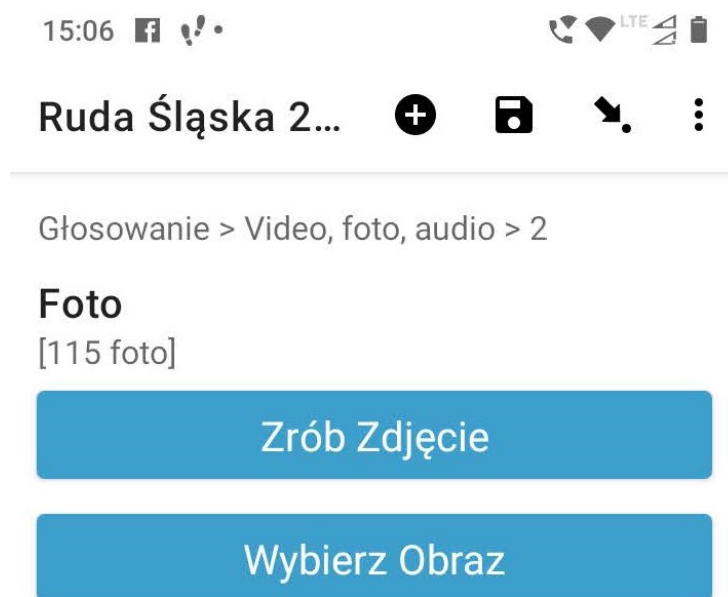 15:06 LTE
Ruda Śląska 2...
Głosowanie > Video, foto, audio > 2
Foto
[115 foto]
Zrób Zdjęcie
Wybierz Obraz